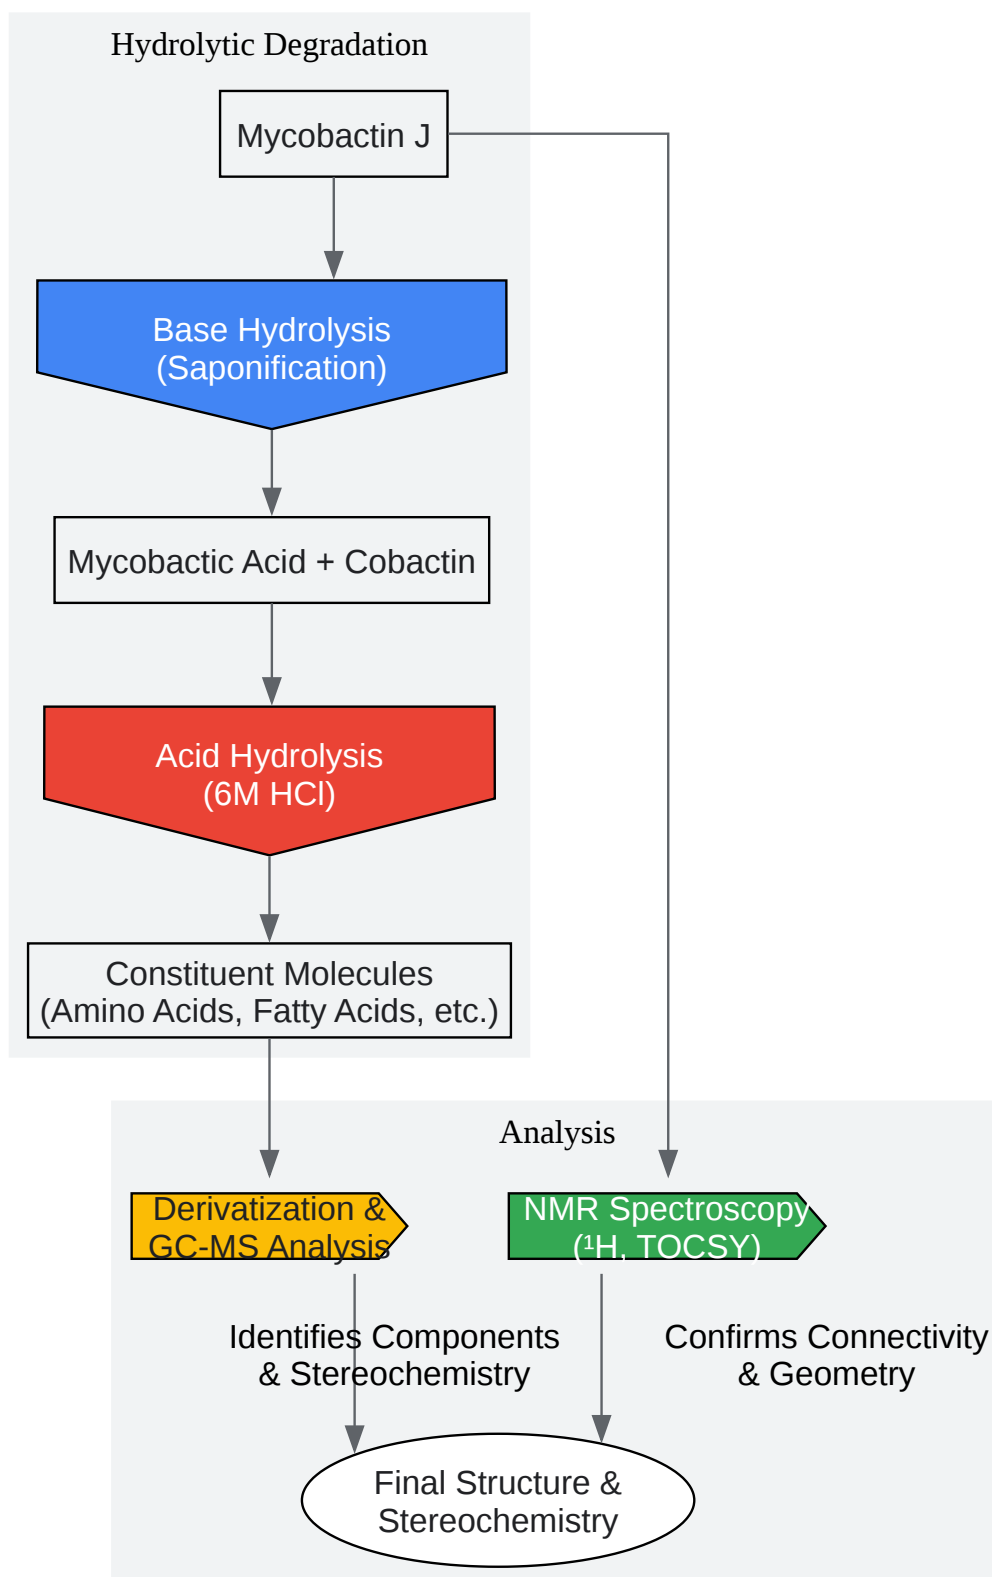 Hydrolytic Degradation
Mycobactin J
Base Hydrolysis
(Saponification)
Mycobactic Acid + Cobactin
Acid Hydrolysis
(6M HCl)
Constituent Molecules
(Amino Acids, Fatty Acids, etc.)
Analysis
Derivatization &
GC-MS Analysis
NMR Spectroscopy
(¹H, TOCSY)
Identifies Components
& Stereochemistry
Confirms Connectivity
& Geometry
Final Structure &
Stereochemistry